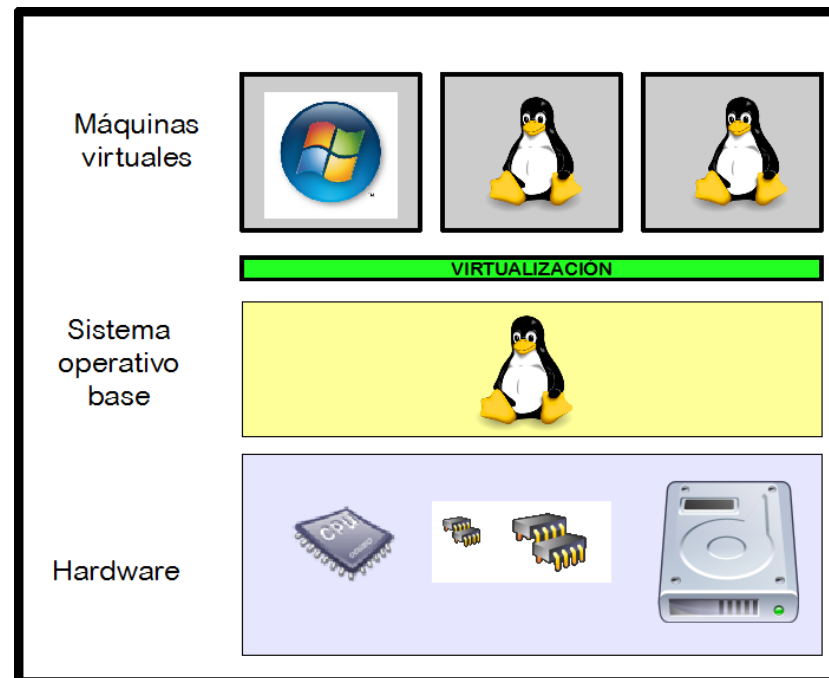 Máquinas
virtuales
VIRTUALIZACIÓN
Sistema
operativo
base
CPU
Hardware